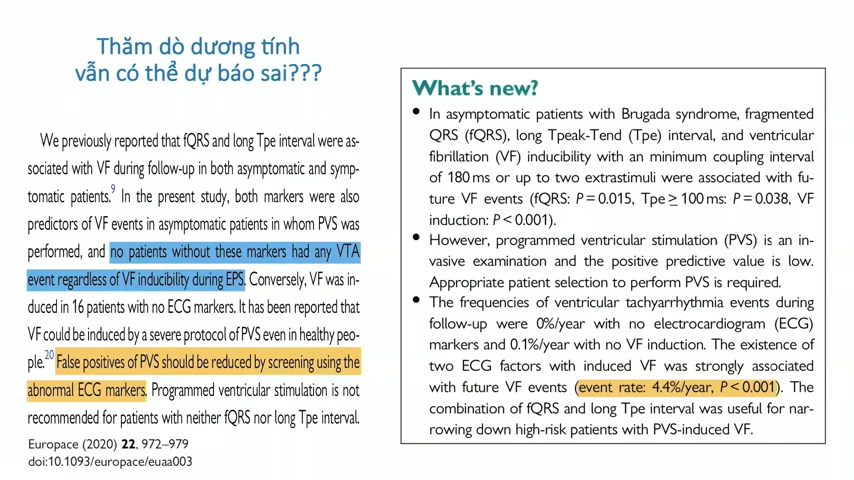 Thăm dò dương tính
vẫn có thể dự báo sai???
We previously reported that fQRS and long Tpe interval were as-
sociated with VF during follow-up in both asymptomatic and symp-
tomatic patients.9 In the present study, both markers were also
predictors of VF events in asymptomatic patients in whom PVS was
performed, and no patients without these markers had any VTA
event regardless of VF inducibility during EPS. Conversely, VF was in-
duced in 16 patients with no ECG markers. It has been reported that
VF could be induced by a severe protocol of PVS even in healthy peo-
ple.20 False positives of PVS should be reduced by screening using the
abnormal ECG markers. Programmed ventricular stimulation is not
recommended for patients with neither fQRS nor long Tpe interval.
Europace (2020) 22, 972–979
doi:10.1093/europace/euaa003
What's new?
• In asymptomatic patients with Brugada syndrome, fragmented
QRS (fQRS), long Tpeak-Tend (Tpe) interval, and ventricular
fibrillation (VF) inducibility with an minimum coupling interval
of 180 ms or up to two extrastimuli were associated with fu-
ture VF events (fQRS: P = 0.015, Tpe ≥ 100 ms: P = 0.038, VF
induction: P < 0.001).
• However, programmed ventricular stimulation (PVS) is an in-
vasive examination and the positive predictive value is low.
Appropriate patient selection to perform PVS is required.
• The frequencies of ventricular tachyarrhythmia events during
follow-up were 0%/year with no electrocardiogram (ECG)
markers and 0.1%/year with no VF induction. The existence of
two ECG factors with induced VF was strongly associated
with future VF events (event rate: 4.4%/year, P < 0.001). The
combination of fQRS and long Tpe interval was useful for nar-
rowing down high-risk patients with PVS-induced VF.